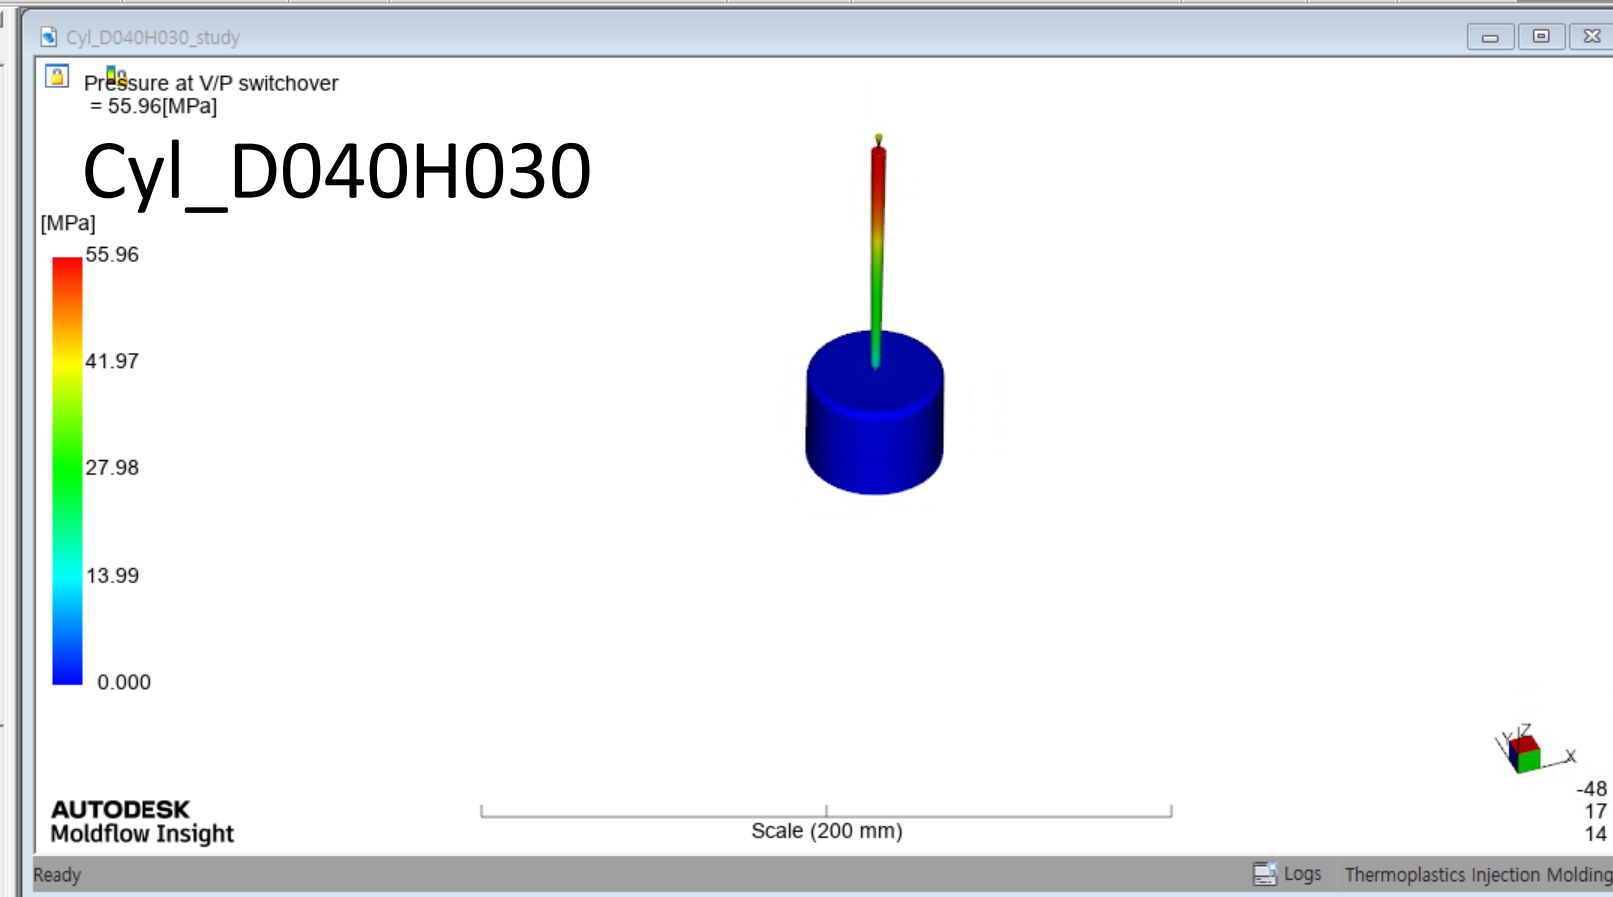 Cyl_D040H030_study
Pressure at V/P switchover
= 55.96[MPa]
Cyl_D040H030
[MPa]
55.96
41.97
27.98
13.99
0.000
Y Z
X
-48
17
14
AUTODESK
Moldflow Insight
Scale (200 mm)
Ready
Logs
Thermoplastics Injection Molding